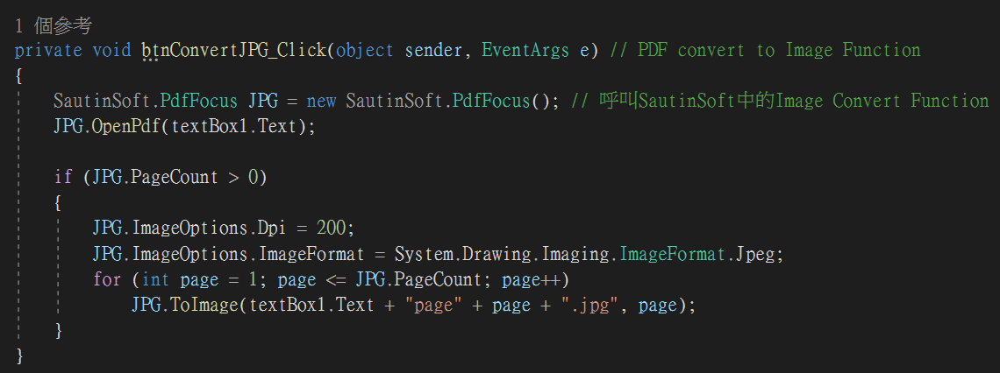 1 個參考
private void btnConvertJPG_Click(object sender, EventArgs e) // PDF convert to Image Function
{
SautinSoft.PdfFocus JPG = new SautinSoft.PdfFocus(); // 呼叫SautinSoft中的Image Convert Function
JPG.OpenPdf(textBox1.Text);
if (JPG.PageCount > 0)
{
JPG.ImageOptions.Dpi = 200;
JPG.ImageOptions.ImageFormat = System.Drawing.Imaging.ImageFormat.Jpeg;
for (int page = 1; page <= JPG.PageCount; page++)
JPG.ToImage(textBox1.Text + "page" + page + ".jpg", page);
}
}